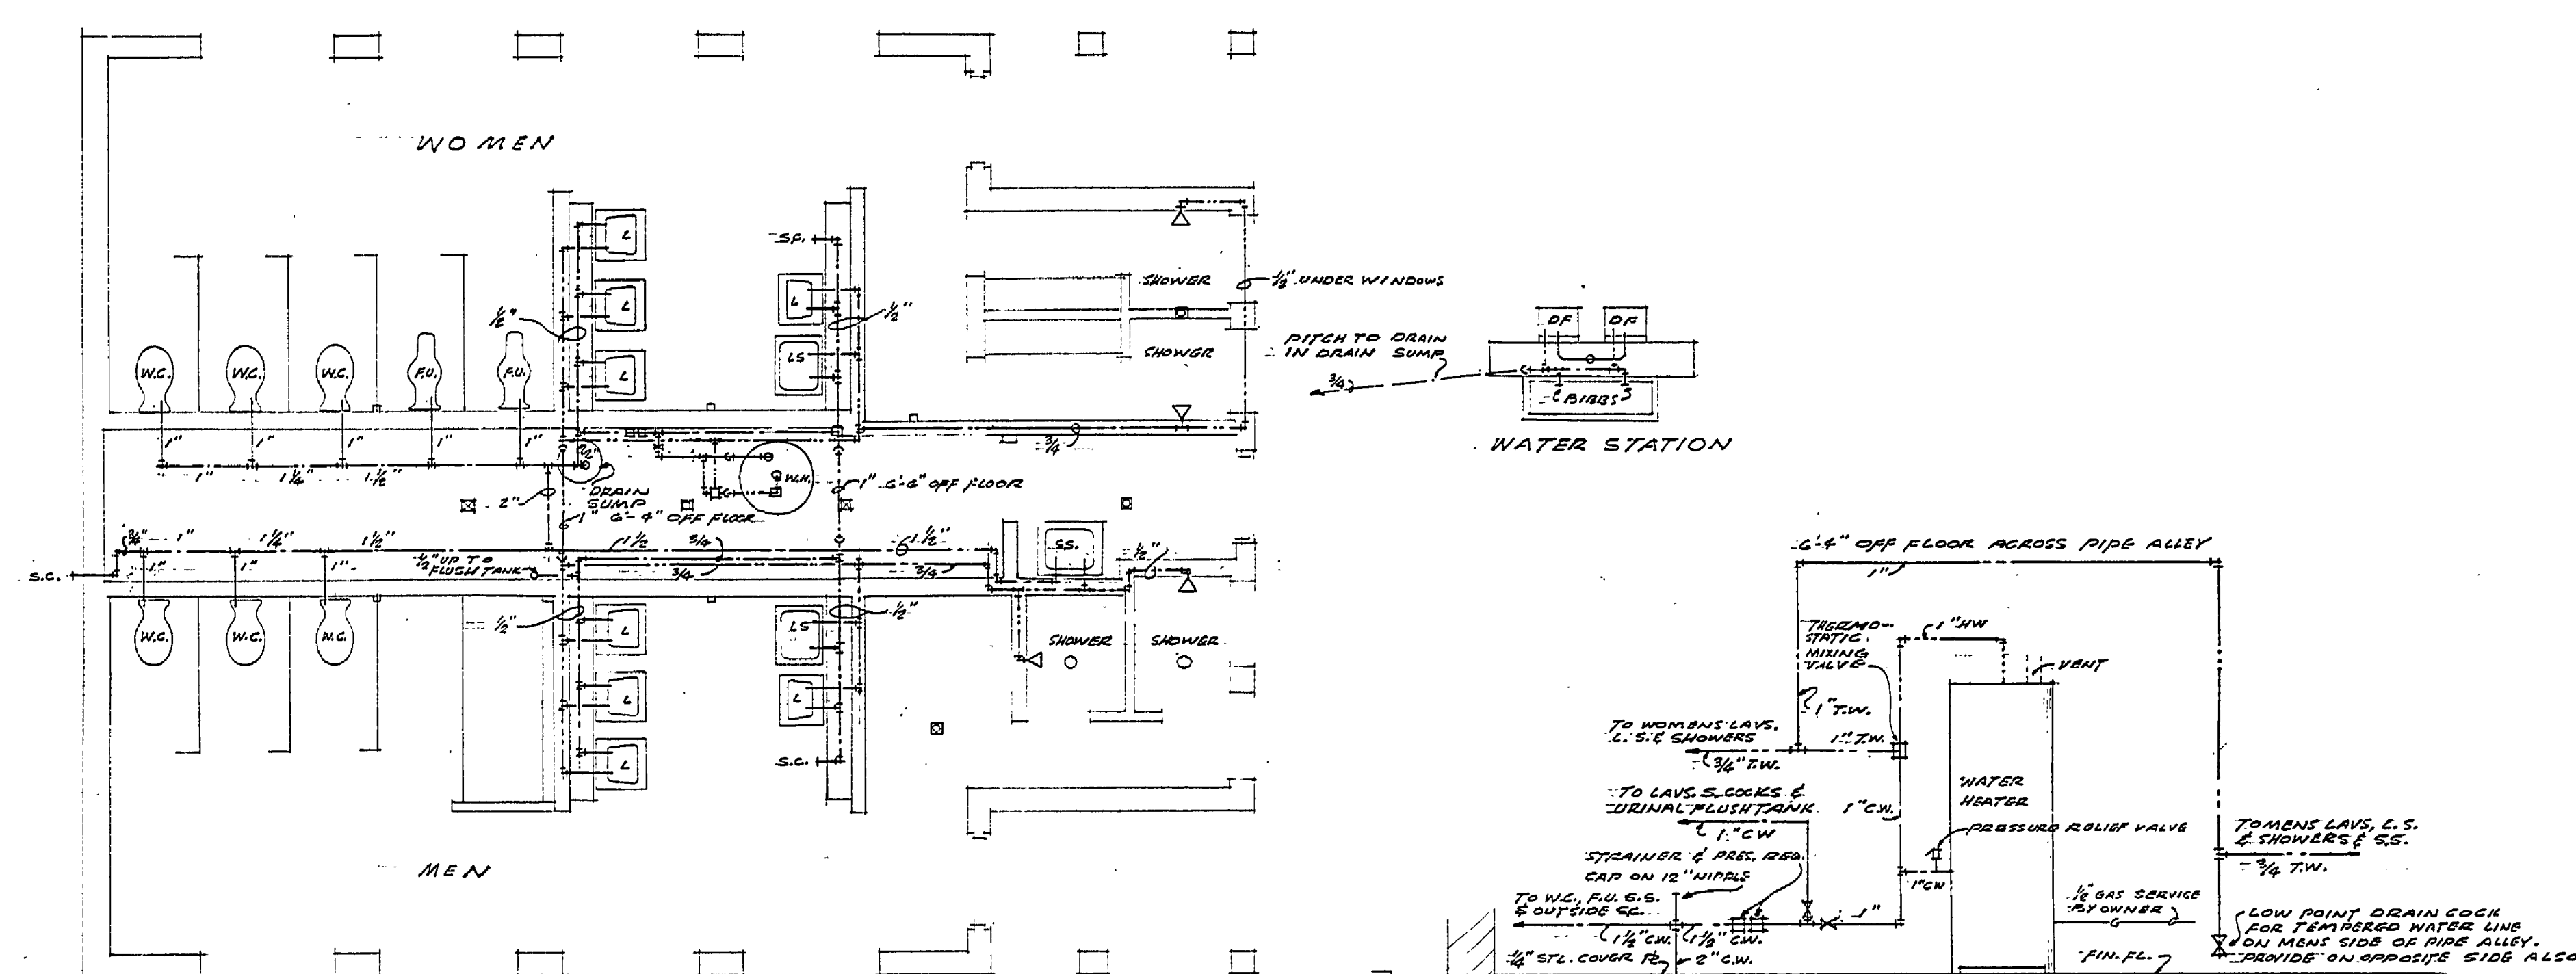 WOMEN
S.F.
L
L
L
L
LS
1/2"
1/2"
SHOWER
SHOWER
1/2" UNDER WINDOWS
PITCH TO DRAIN
IN DRAIN SUMP
3/4
DF
DF
BIBBS
WATER STATION
W.C.
W.C.
W.C.
F.U.
F.U.
1"
1"
1"
1"
1"
1"
1 1/4"
1 1/2"
2"
DRAIN
SUMP
W.H.
3/4
1" 6'-4" OFF FLOOR
1" 6'-4" OFF FLOOR
3/4"
1"
1 1/4"
1 1/2"
1 1/2
3/4
1 1/2"
S.C.
1"
1"
1"
1/2" UP TO
FLUSH TANK
3/4
3/4
SS.
1/2"
W.C.
W.C.
W.C.
1/2"
L
L
L
LS
L
1/2"
S.C.
SHOWER
SHOWER
MEN
6'-4" OFF FLOOR ACROSS PIPE ALLEY
1"
THERMO-
STATIC
MIXING
VALVE
1" HW
VENT
1" T.W.
1" T.W.
TO WOMENS LAVS.
L.S. & SHOWERS
3/4" T.W.
TO LAVS. S. COCKS &
URINAL FLUSH TANK
1" CW
1" C.W.
WATER
HEATER
PRESSURE RELIEF VALVE
STRAINER & PRES. REG.
CAP ON 12" NIPPLE
1" CW
TO W.C., F.U. S.S.
& OUTSIDE S.C.
1 1/2" C.W.
1 1/2" C.W.
1"
1/4" STL. COVER PL
2" C.W.
1/2" GAS SERVICE
BY OWNER
FIN. FL.
TO MENS LAVS, L.S.
& SHOWERS & S.S.
3/4 T.W.
LOW POINT DRAIN COCK
FOR TEMPERED WATER LINE
ON MENS SIDE OF PIPE ALLEY.
PROVIDE ON OPPOSITE SIDE ALSO